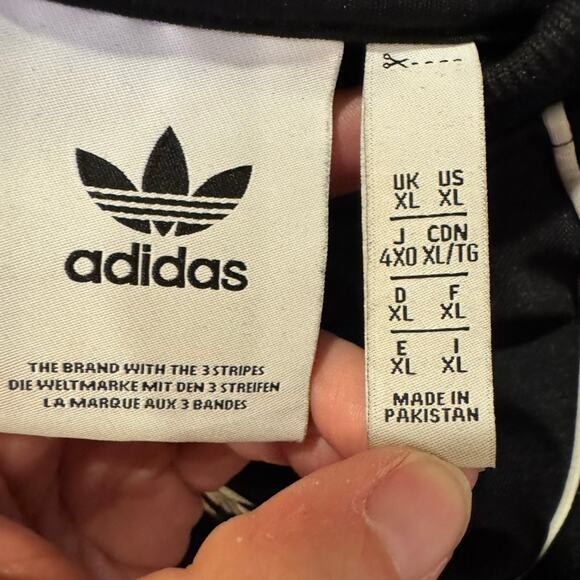 adidas
THE BRAND WITH THE 3 STRIPES
DIE WELTMARKE MIT DEN 3 STREIFEN
LA MARQUE AUX 3 BANDES
UK US
XL XL
J CDN
4XO XL/TG
D F
XL XL
E I
XL XL
MADE IN
PAKISTAN